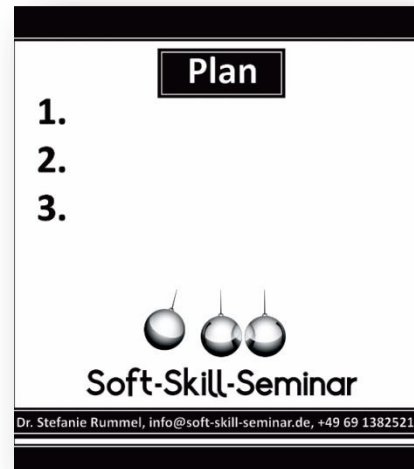 Plan
1.
2.
3.
Soft-Skill-Seminar
Dr. Stefanie Rummel, info@soft-skill-seminar.de, +49 69 1382521